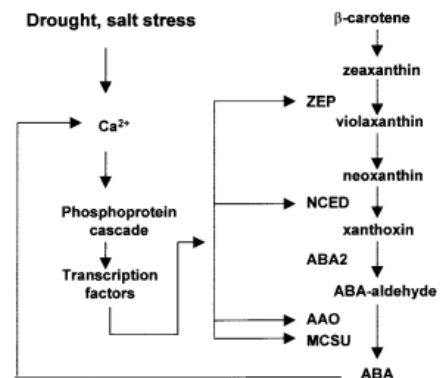 Drought, salt stress
Ca²⁺
Phosphoprotein
cascade
Transcription
factors
β-carotene
zeaxanthin
ZEP
violaxanthin
neoxanthin
NCED
xanthoxin
ABA2
ABA-aldehyde
AAO
MCSU
ABA